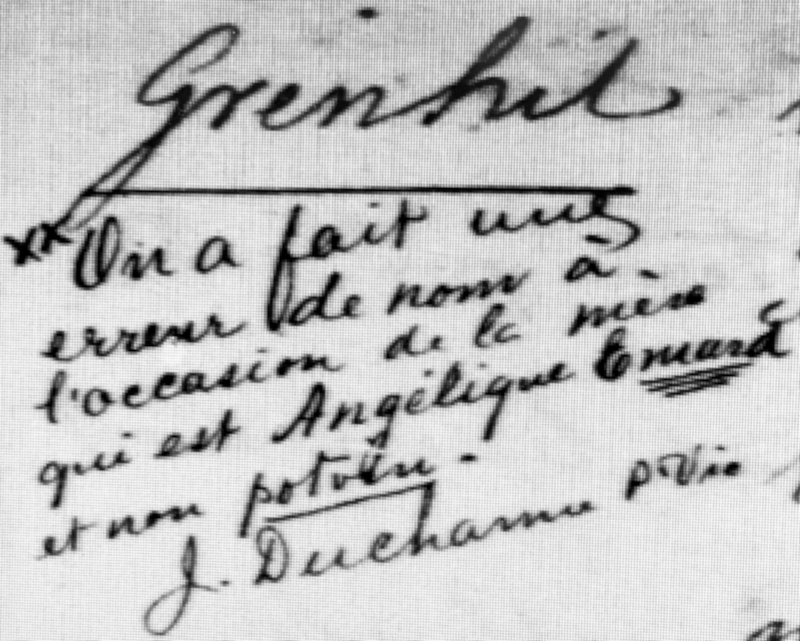 Grenhil
xx On a fait une
erreur de nom à
l'occasion de la mère
qui est Angélique Emard
et non potvin.
J. Ducharme p. Vic